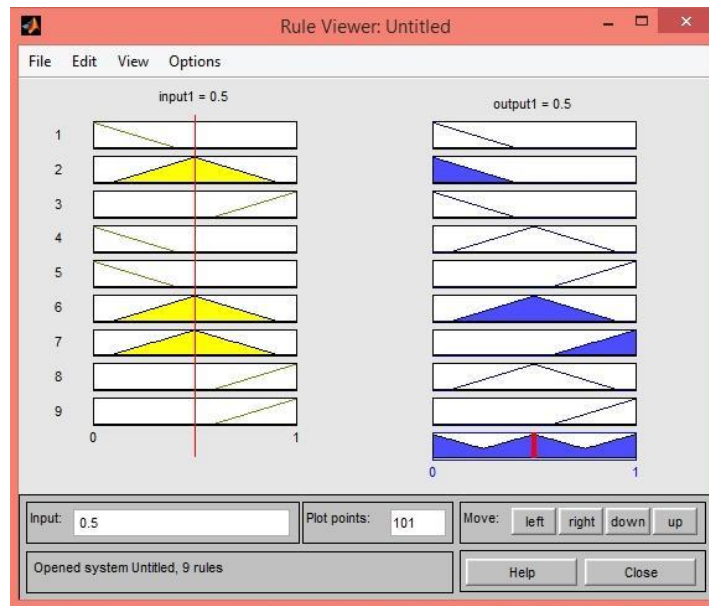 Rule Viewer: Untitled
File Edit View Options
input1 = 0.5
output1 = 0.5
1
2
3
4
5
6
7
8
9
0 1
0 1
Input: 0.5
Plot points: 101
Move: left right down up
Opened system Untitled, 9 rules
Help Close